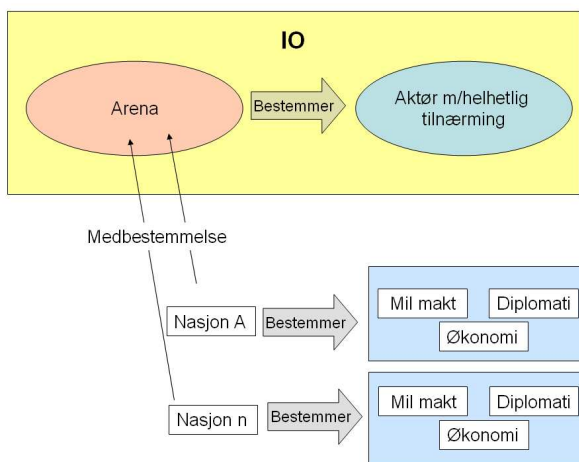 IO
Arena
Bestemmer
Aktør m/helhetlig
tilnærming
Medbestemmelse
Nasjon A
Bestemmer
Mil makt
Diplomati
Økonomi
Nasjon n
Bestemmer
Mil makt
Diplomati
Økonomi